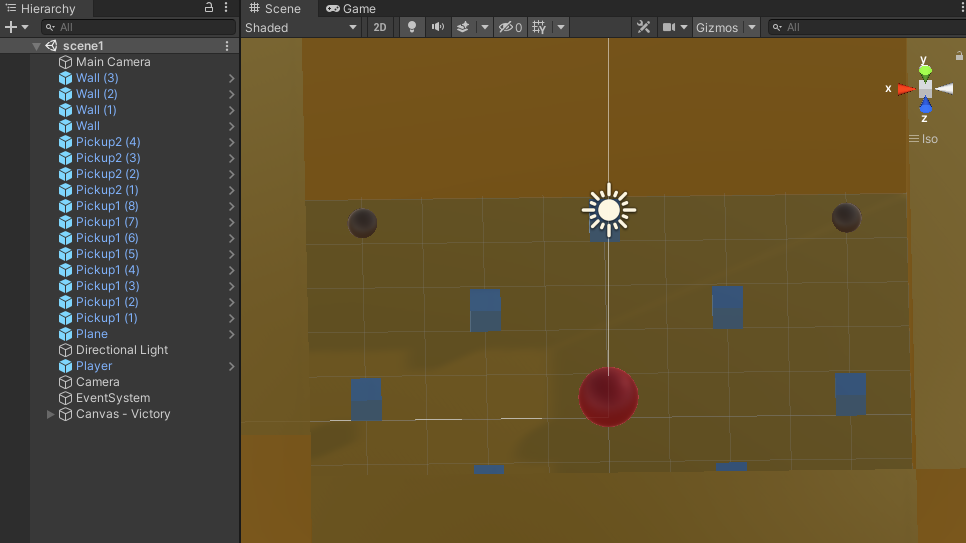 Hierarchy
Scene
Game
All
Shaded
2D
0
Gizmos
All
scene1
Main Camera
Wall (3)
Wall (2)
Wall (1)
Wall
Pickup2 (4)
Pickup2 (3)
Pickup2 (2)
Pickup2 (1)
Pickup1 (8)
Pickup1 (7)
Pickup1 (6)
Pickup1 (5)
Pickup1 (4)
Pickup1 (3)
Pickup1 (2)
Pickup1 (1)
Plane
Directional Light
Player
Camera
EventSystem
Canvas - Victory
y
x
z
Iso